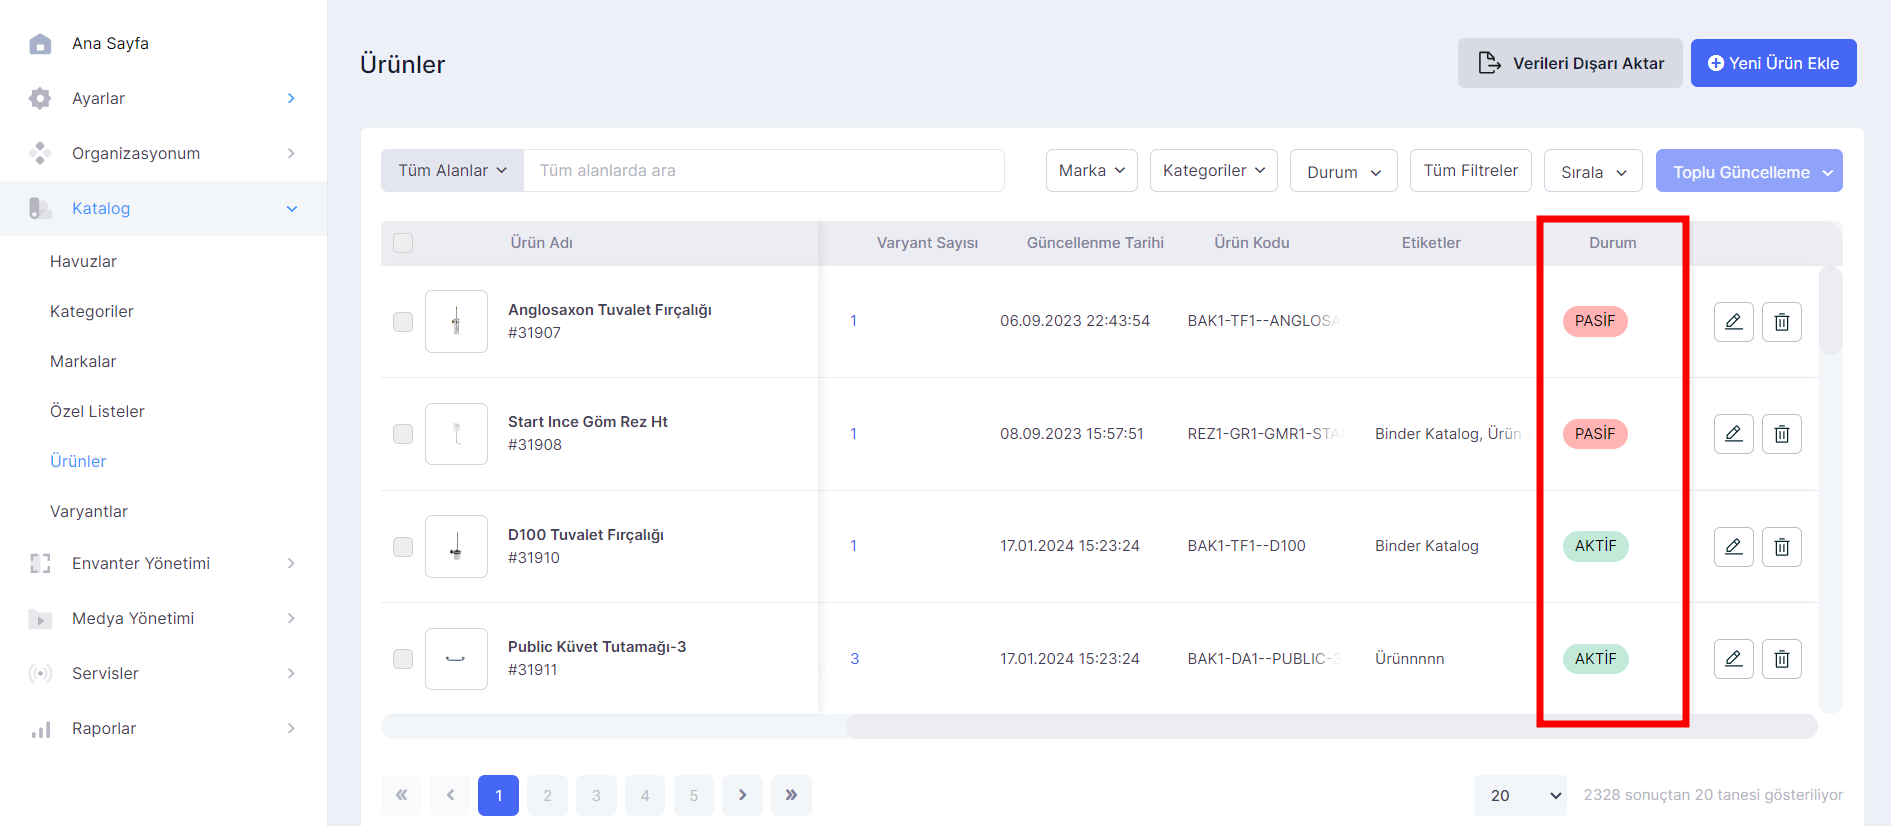 Ana Sayfa
Ayarlar
Organizasyonum
Katalog
Havuzlar
Kategoriler
Markalar
Özel Listeler
Ürünler
Varyantlar
Envanter Yönetimi
Medya Yönetimi
Servisler
Raporlar
Ürünler
Verileri Dışarı Aktar
Yeni Ürün Ekle
Tüm Alanlar Tüm alanlarda ara Marka Kategoriler Durum Tüm Filtreler Sırala Toplu Güncelleme
Ürün Adı Varyant Sayısı Güncellenme Tarihi Ürün Kodu Etiketler Durum
Anglosaxon Tuvalet Fırçalığı
#31907
1 06.09.2023 22:43:54 BAK1-TF1--ANGLOSA PASİF
Start Ince Göm Rez Ht
#31908
1 08.09.2023 15:57:51 REZ1-GR1-GMR1-STA Binder Katalog, Ürün PASİF
D100 Tuvalet Fırçalığı
#31910
1 17.01.2024 15:23:24 BAK1-TF1--D100 Binder Katalog AKTİF
Public Küvet Tutamağı-3
#31911
3 17.01.2024 15:23:24 BAK1-DA1--PUBLIC-3 Ürünnnnn AKTİF
« ‹ 1 2 3 4 5 › »
20 2328 sonuçtan 20 tanesi gösteriliyor